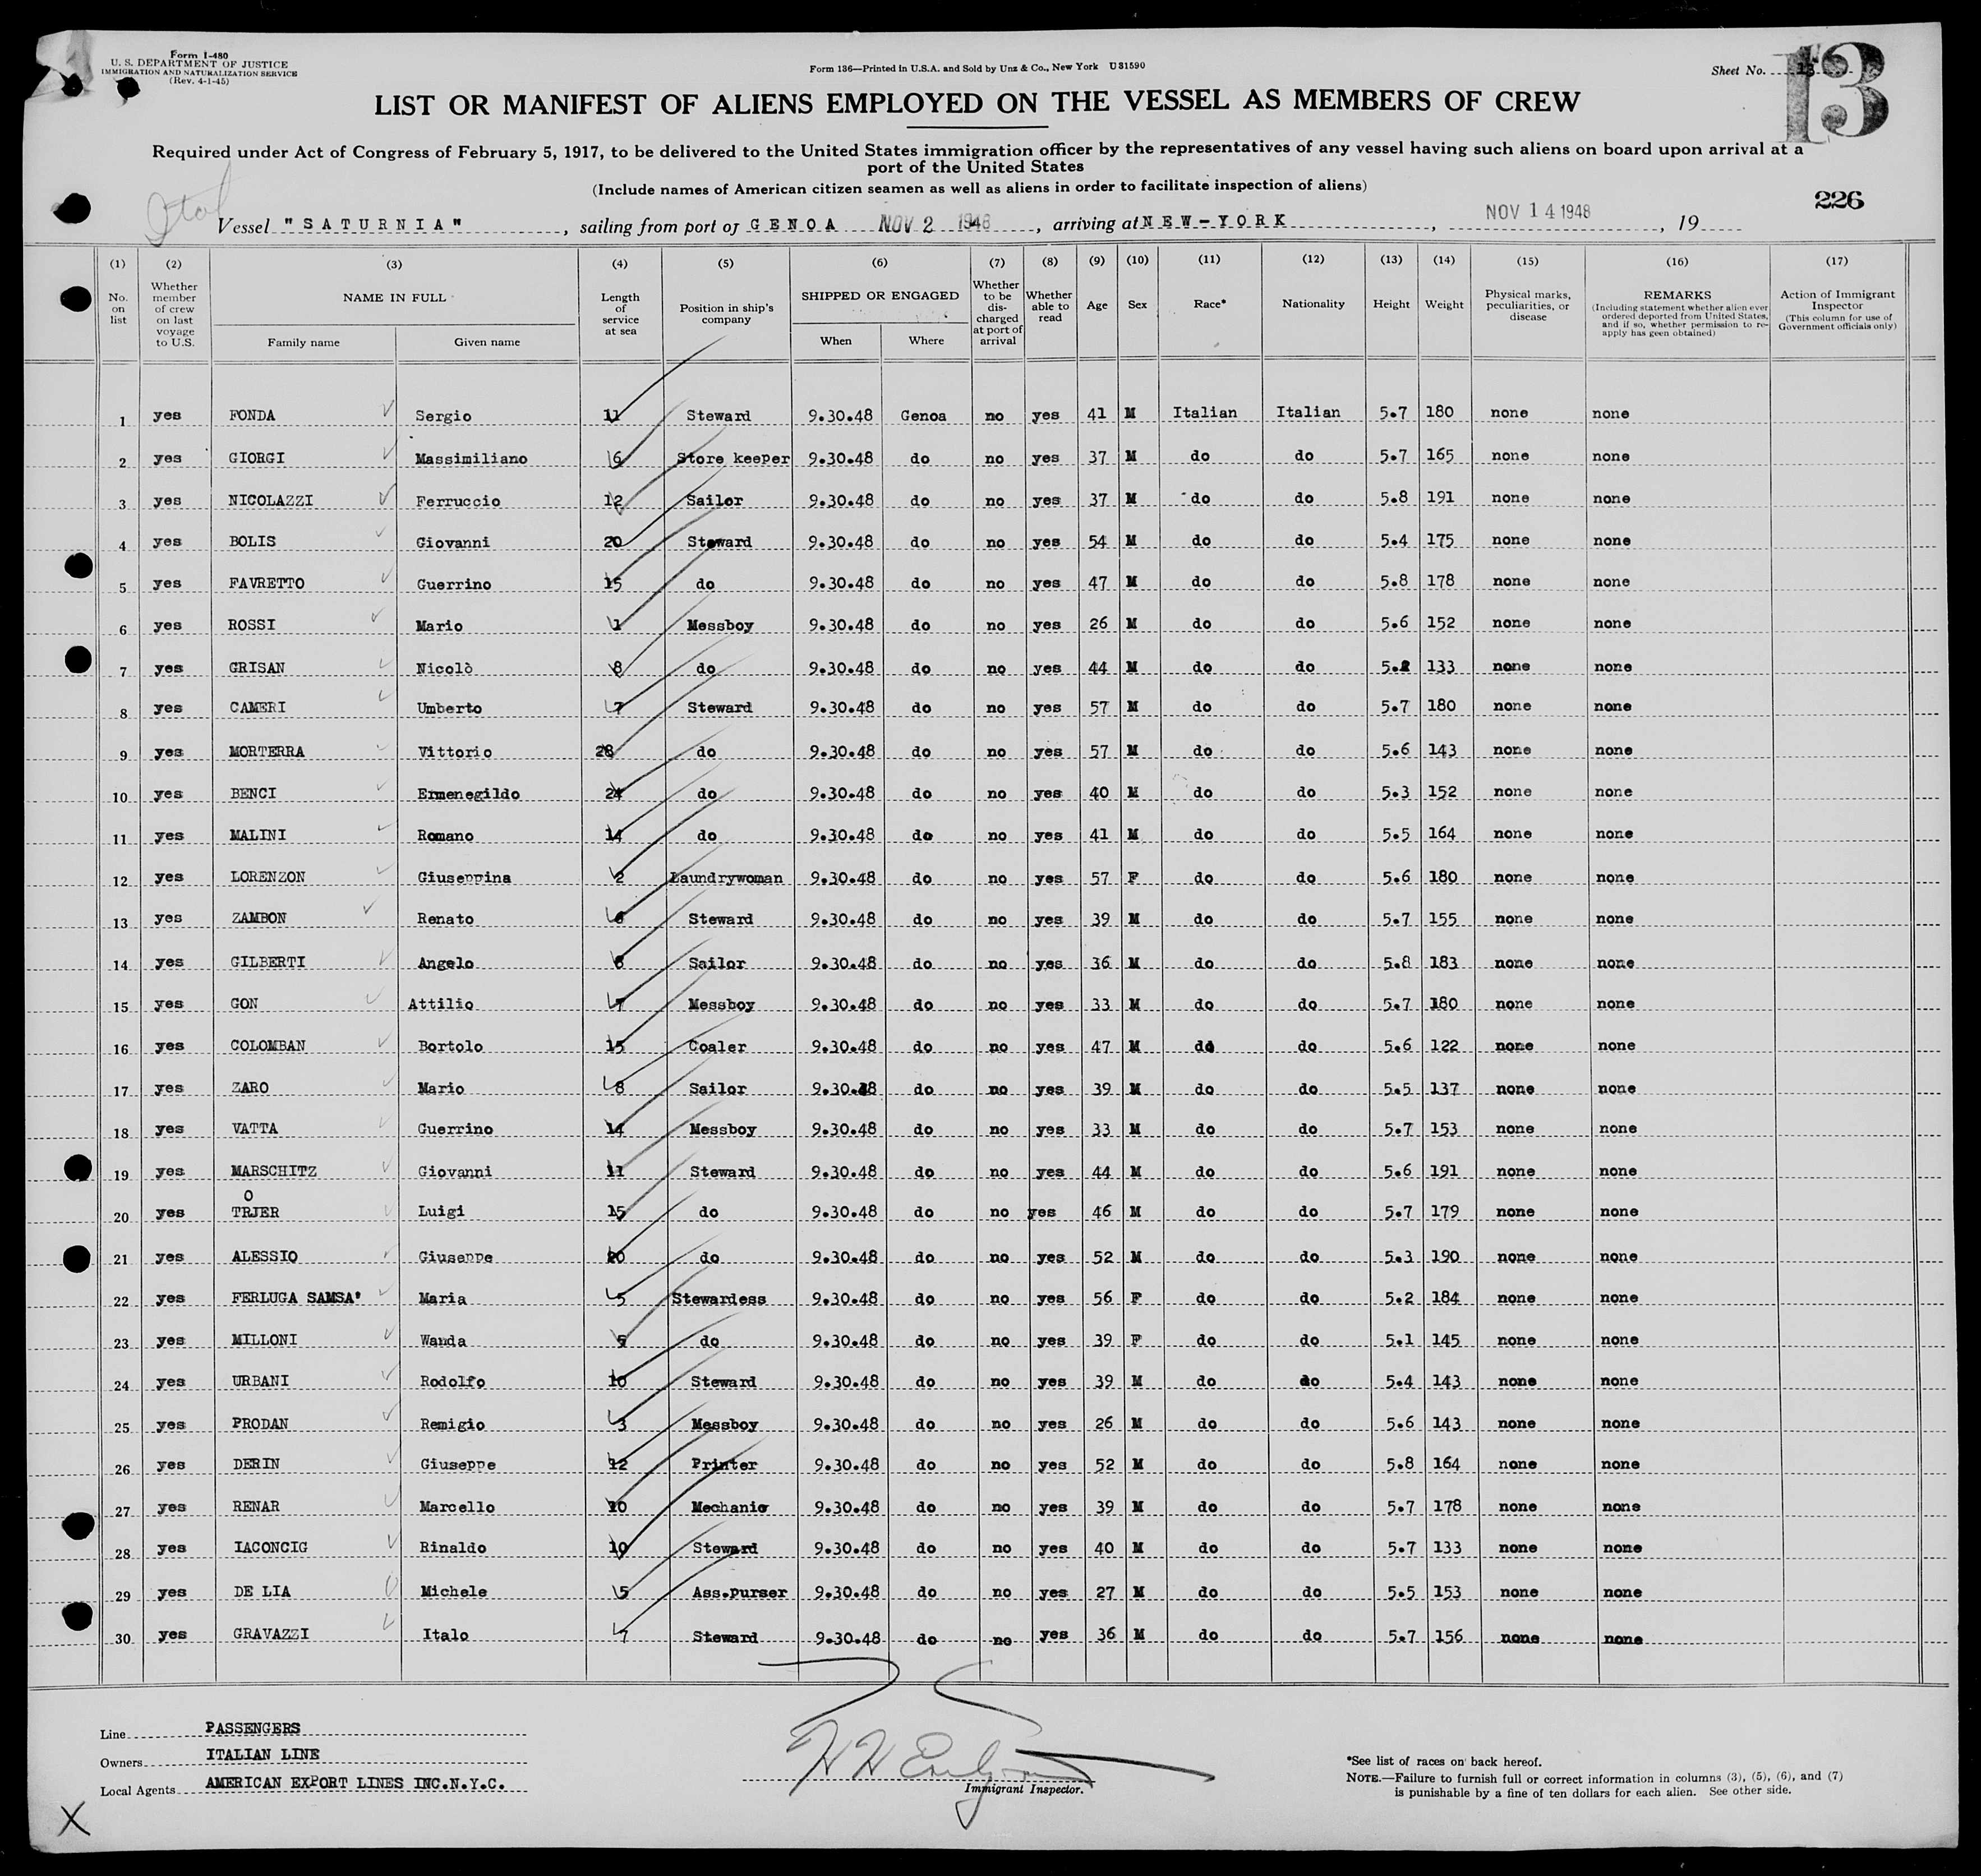 Form I-480
U. S. DEPARTMENT OF JUSTICE
IMMIGRATION AND NATURALIZATION SERVICE
(Rev. 4-1-45)
Form 136—Printed in U.S.A. and Sold by Unz & Co., New York U81590
Sheet No. 13
13
LIST OR MANIFEST OF ALIENS EMPLOYED ON THE VESSEL AS MEMBERS OF CREW
Required under Act of Congress of February 5, 1917, to be delivered to the United States immigration officer by the representatives of any vessel having such aliens on board upon arrival at a
port of the United States
(Include names of American citizen seamen as well as aliens in order to facilitate inspection of aliens)
226
Ital
Vessel "SATURNIA", sailing from port of GENOA NOV 2 1948, arriving at NEW-YORK, NOV 14 1948, 19
(1) (2) (3) (4) (5) (6) (7) (8) (9) (10) (11) (12) (13) (14) (15) (16) (17)
No. on list
Whether member of crew on last voyage to U.S.
NAME IN FULL
Family name Given name
Length of service at sea
Position in ship's company
SHIPPED OR ENGAGED
When Where
Whether to be discharged at port of arrival
Whether able to read
Age
Sex
Race*
Nationality
Height
Weight
Physical marks, peculiarities, or disease
REMARKS
(Including statement whether alien ever ordered deported from United States, and if so, whether permission to re-apply has geen obtained)
Action of Immigrant Inspector
(This column for use of Government officials only)
1 yes FONDA Sergio 11 Steward 9.30.48 Genoa no yes 41 M Italian Italian 5.7 180 none none
2 yes GIORGI Massimiliano 6 Store keeper 9.30.48 do no yes 37 M do do 5.7 165 none none
3 yes NICOLAZZI Ferruccio 12 Sailor 9.30.48 do no yes 37 M do do 5.8 191 none none
4 yes BOLIS Giovanni 20 Steward 9.30.48 do no yes 54 M do do 5.4 175 none none
5 yes FAVRETTO Guerrino 15 do 9.30.48 do no yes 47 M do do 5.8 178 none none
6 yes ROSSI Mario 1 Messboy 9.30.48 do no yes 26 M do do 5.6 152 none none
7 yes GRISAN Nicolò 8 do 9.30.48 do no yes 44 M do do 5.2 133 none none
8 yes CAMERI Umberto 7 Steward 9.30.48 do no yes 57 M do do 5.7 180 none none
9 yes MORTERRA Vittorio 28 do 9.30.48 do no yes 57 M do do 5.6 143 none none
10 yes BENCI Ermenegildo 24 do 9.30.48 do no yes 40 M do do 5.3 152 none none
11 yes MALINI Romano 14 do 9.30.48 do no yes 41 M do do 5.5 164 none none
12 yes LORENZON Giuseppina 2 Laundrywoman 9.30.48 do no yes 57 F do do 5.6 180 none none
13 yes ZAMBON Renato 6 Steward 9.30.48 do no yes 39 M do do 5.7 155 none none
14 yes GILBERTI Angelo 8 Sailor 9.30.48 do no yes 36 M do do 5.8 183 none none
15 yes GON Attilio 7 Messboy 9.30.48 do no yes 33 M do do 5.7 180 none none
16 yes COLOMBAN Bortolo 15 Coaler 9.30.48 do no yes 47 M do do 5.6 122 none none
17 yes ZARO Mario 8 Sailor 9.30.48 do no yes 39 M do do 5.5 137 none none
18 yes VATTA Guerrino 14 Messboy 9.30.48 do no yes 33 M do do 5.7 153 none none
19 yes MARSCHITZ Giovanni 11 Steward 9.30.48 do no yes 44 M do do 5.6 191 none none
O
20 yes TRJER Luigi 15 do 9.30.48 do no yes 46 M do do 5.7 179 none none
21 yes ALESSIO Giuseppe 20 do 9.30.48 do no yes 52 M do do 5.3 190 none none
22 yes FERLUGA SAMSA' Maria 5 Stewardess 9.30.48 do no yes 56 F do do 5.2 184 none none
23 yes MILLONI Wanda 5 do 9.30.48 do no yes 39 F do do 5.1 145 none none
24 yes URBANI Rodolfo 10 Steward 9.30.48 do no yes 39 M do do 5.4 143 none none
25 yes PRODAN Remigio 3 Messboy 9.30.48 do no yes 26 M do do 5.6 143 none none
26 yes DERIN Giuseppe 12 Printer 9.30.48 do no yes 52 M do do 5.8 164 none none
27 yes RENAR Marcello 10 Mechanic 9.30.48 do no yes 39 M do do 5.7 178 none none
28 yes IACONCIG Rinaldo 10 Steward 9.30.48 do no yes 40 M do do 5.7 133 none none
29 yes DE LIA Michele 5 Ass.purser 9.30.48 do no yes 27 M do do 5.5 153 none none
30 yes GRAVAZZI Italo 7 Steward 9.30.48 do no yes 36 M do do 5.7 156 none none
Line PASSENGERS
Owners ITALIAN LINE
Local Agents AMERICAN EXPORT LINES INC.N.Y.C.
Immigrant Inspector.
*See list of races on back hereof.
NOTE.—Failure to furnish full or correct information in columns (3), (5), (6), and (7)
is punishable by a fine of ten dollars for each alien. See other side.
X